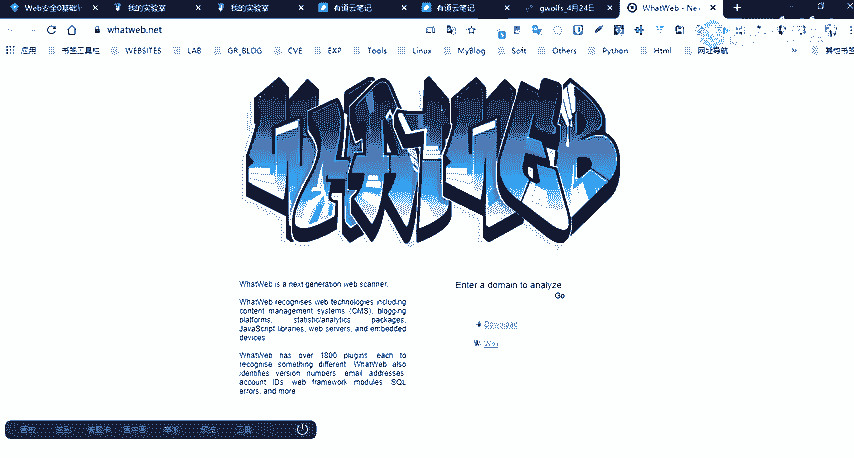 Web安全0基础
我的实验室
我的实验室
有道云笔记
有道云笔记
gwolfs_4月24日
WhatWeb - Ne
whatweb.net
应用 书签工具栏 WEBSITES LAB GR_BLOG CVE EXP Tools Linux MyBlog Soft Others Python Html 网址导航 » 其他书签
WHATWEB
WhatWeb is a next generation web scanner.
WhatWeb recognises web technologies including
content management systems (CMS), blogging
platforms, statistic/analytics packages,
JavaScript libraries, web servers, and embedded
devices.
WhatWeb has over 1800 plugins, each to
recognise something different. WhatWeb also
identifies version numbers, email addresses,
account IDs, web framework modules, SQL
errors, and more.
Enter a domain to analyze
Go
Download
Wiki